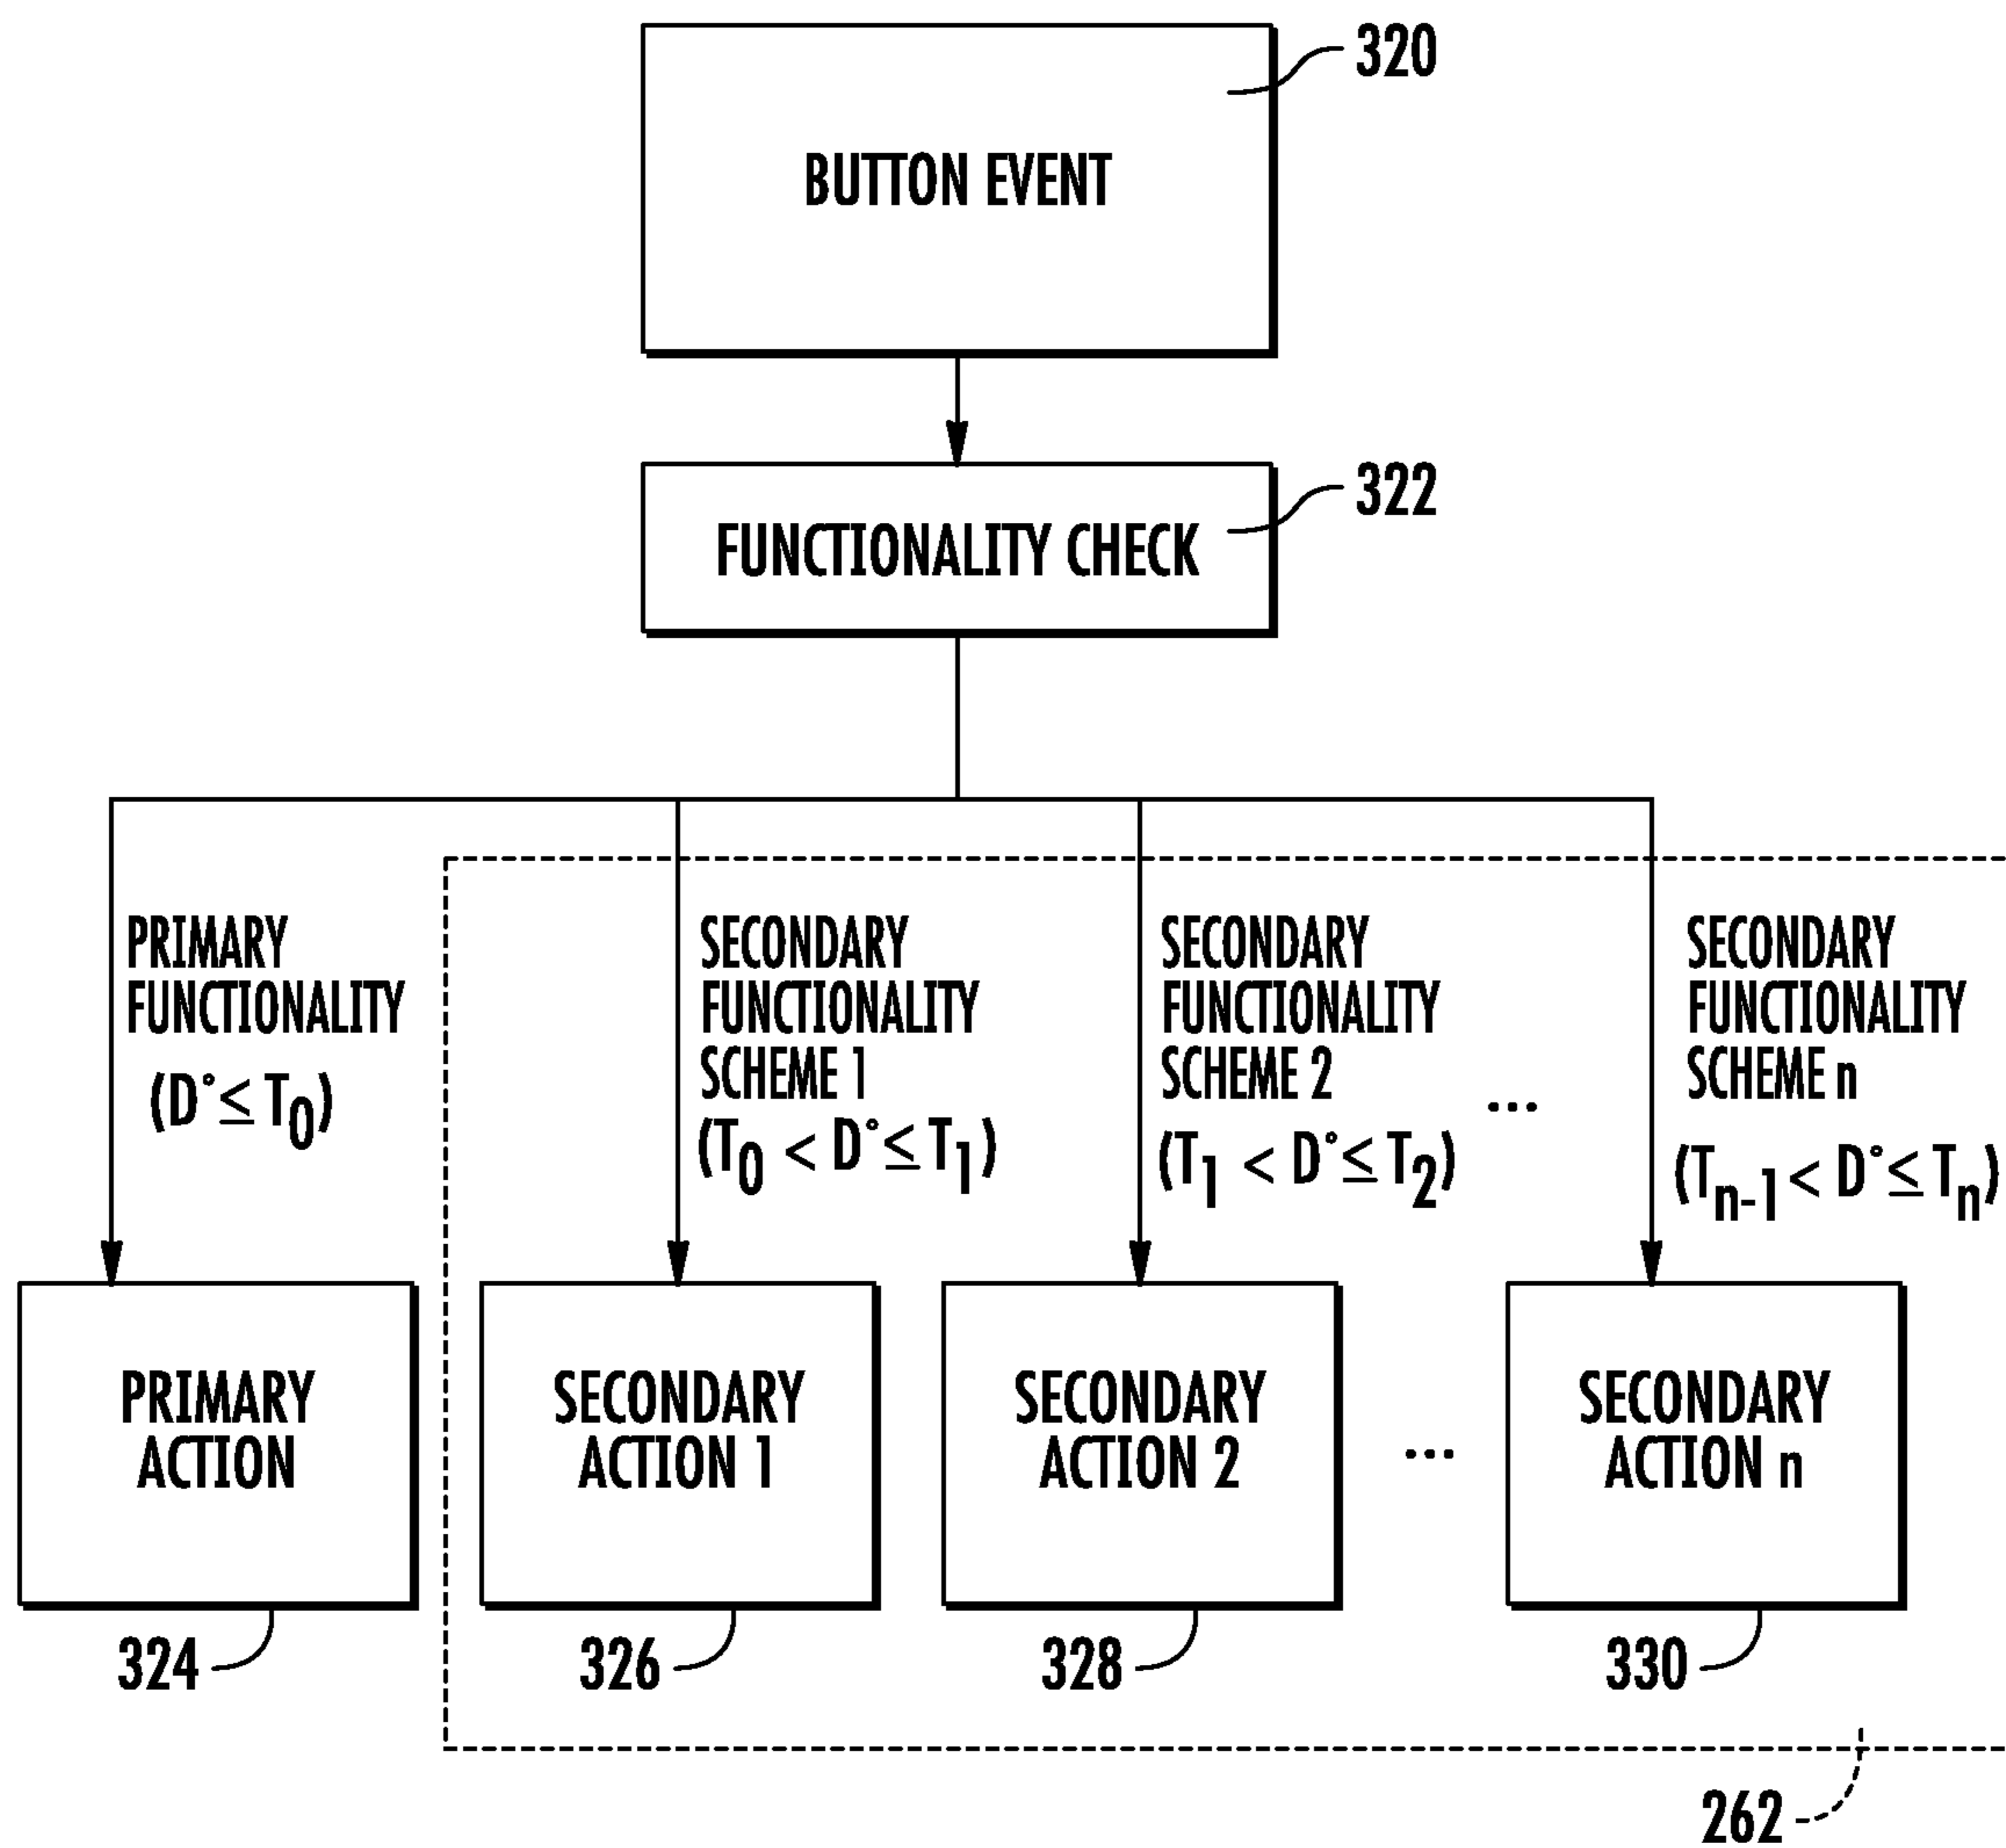 320
BUTTON EVENT
322
FUNCTIONALITY CHECK
PRIMARY
FUNCTIONALITY
(D° ≤ T0)
SECONDARY
FUNCTIONALITY
SCHEME 1
(T0 < D° ≤ T1)
SECONDARY
FUNCTIONALITY
SCHEME 2
(T1 < D° ≤ T2)
...
SECONDARY
FUNCTIONALITY
SCHEME n
(Tn-1 < D° ≤ Tn)
PRIMARY
ACTION
SECONDARY
ACTION 1
SECONDARY
ACTION 2
...
SECONDARY
ACTION n
324
326
328
330
262